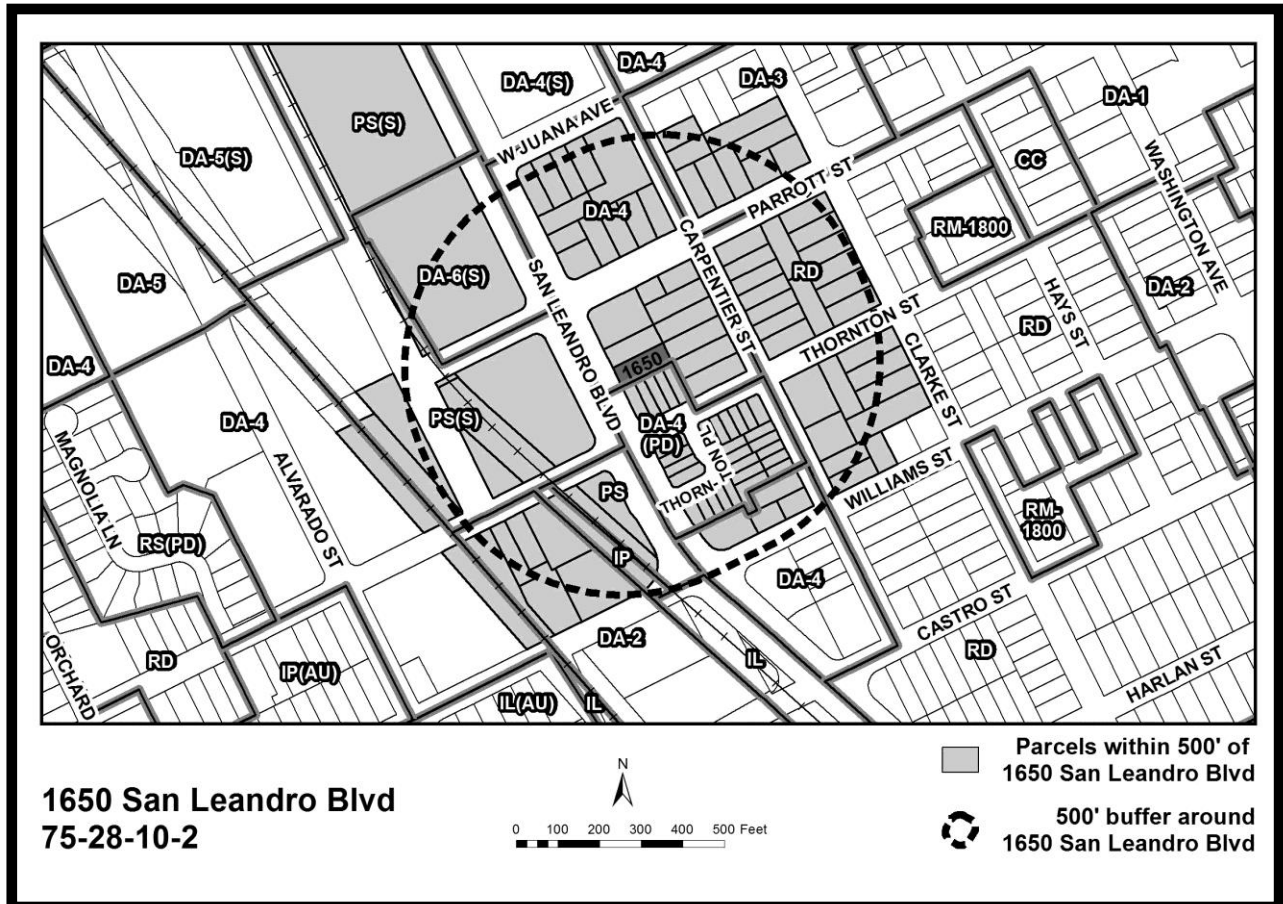 DA-4
DA-4(S)
DA-3
DA-1
PS(S)
W JUANA AVE
DA-5(S)
CC
WASHINGTON AVE
PARROTT ST
DA-4
RM-1800
CARPENTIER ST
DA-6(S)
SAN LEANDRO BLVD
RD
DA-5
HAYS ST
DA-2
THORNTON ST
RD
CLARKE ST
1650
DA-4
DA-4
PS(S)
DA-4
(PD)
THORN-
TON PL
MAGNOLIA LN
ALVARADO ST
WILLIAMS ST
PS
RM-
1800
RS(PD)
IP
DA-4
CASTRO ST
DA-2
ORCHARD
RD
IP(AU)
IL
RD
HARLAN ST
IL(AU)
IL
1650 San Leandro Blvd
75-28-10-2
N
0 100 200 300 400 500 Feet
Parcels within 500' of
1650 San Leandro Blvd
500' buffer around
1650 San Leandro Blvd